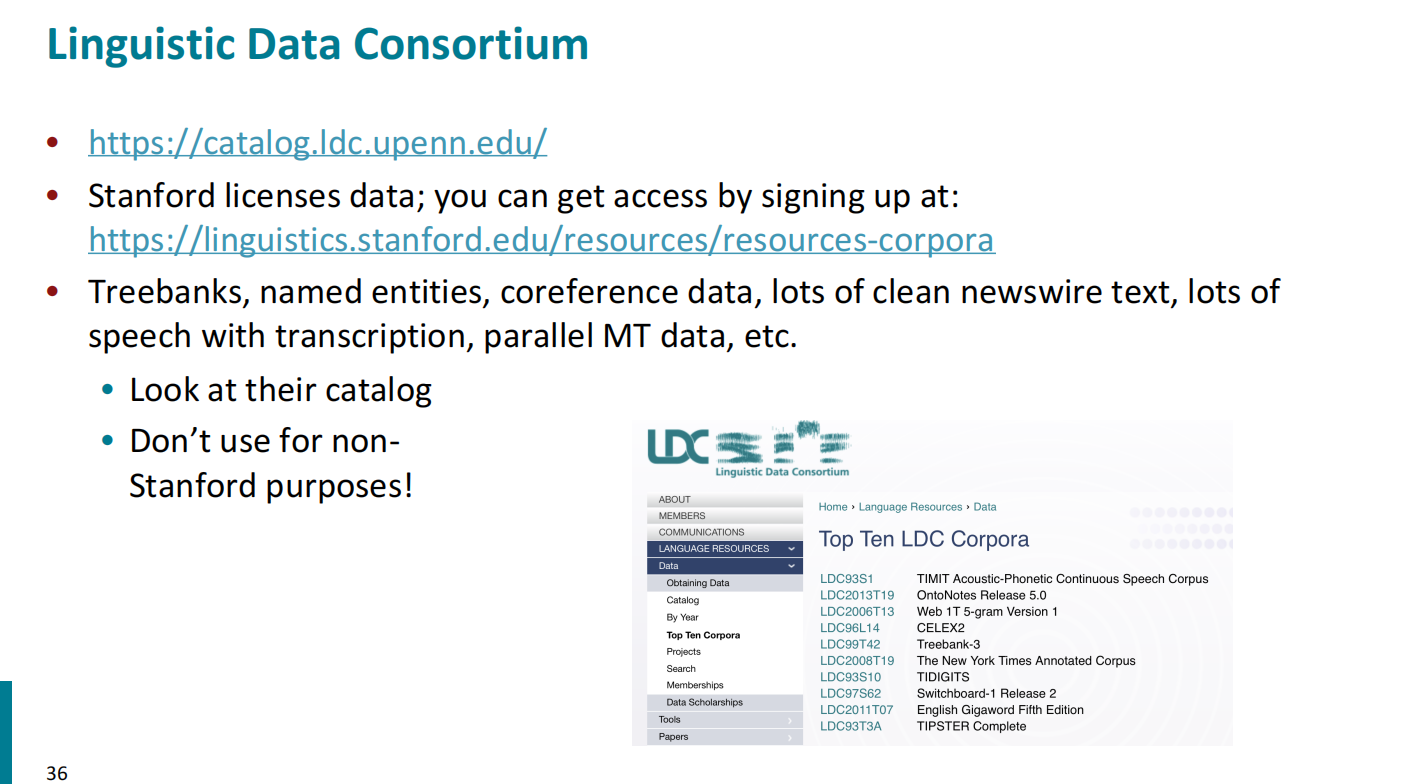 Linguistic Data Consortium
• https://catalog.ldc.upenn.edu/
• Stanford licenses data; you can get access by signing up at:
https://linguistics.stanford.edu/resources/resources-corpora
• Treebanks, named entities, coreference data, lots of clean newswire text, lots of
speech with transcription, parallel MT data, etc.
• Look at their catalog
• Don’t use for non-
Stanford purposes!
LDC
Linguistic Data Consortium
ABOUT
MEMBERS
COMMUNICATIONS
LANGUAGE RESOURCES
Data
Obtaining Data
Catalog
By Year
Top Ten Corpora
Projects
Search
Memberships
Data Scholarships
Tools
Papers
Home › Language Resources › Data
Top Ten LDC Corpora
LDC93S1 TIMIT Acoustic-Phonetic Continuous Speech Corpus
LDC2013T19 OntoNotes Release 5.0
LDC2006T13 Web 1T 5-gram Version 1
LDC96L14 CELEX2
LDC99T42 Treebank-3
LDC2008T19 The New York Times Annotated Corpus
LDC93S10 TIDIGITS
LDC97S62 Switchboard-1 Release 2
LDC2011T07 English Gigaword Fifth Edition
LDC93T3A TIPSTER Complete
36